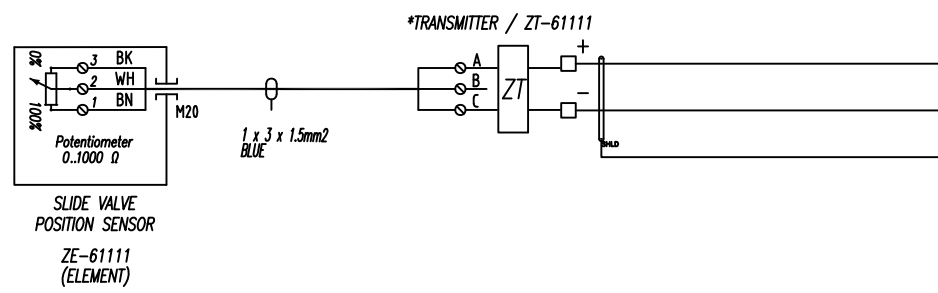 *TRANSMITTER / ZT-61111
0%
3 BK
2 WH
1 BN
100%
M20
Potentiometer
0..1000 Ω
1 x 3 x 1.5mm2
BLUE
A
B
C
ZT
+
−
SHLD
SLIDE VALVE
POSITION SENSOR
ZE-61111
(ELEMENT)